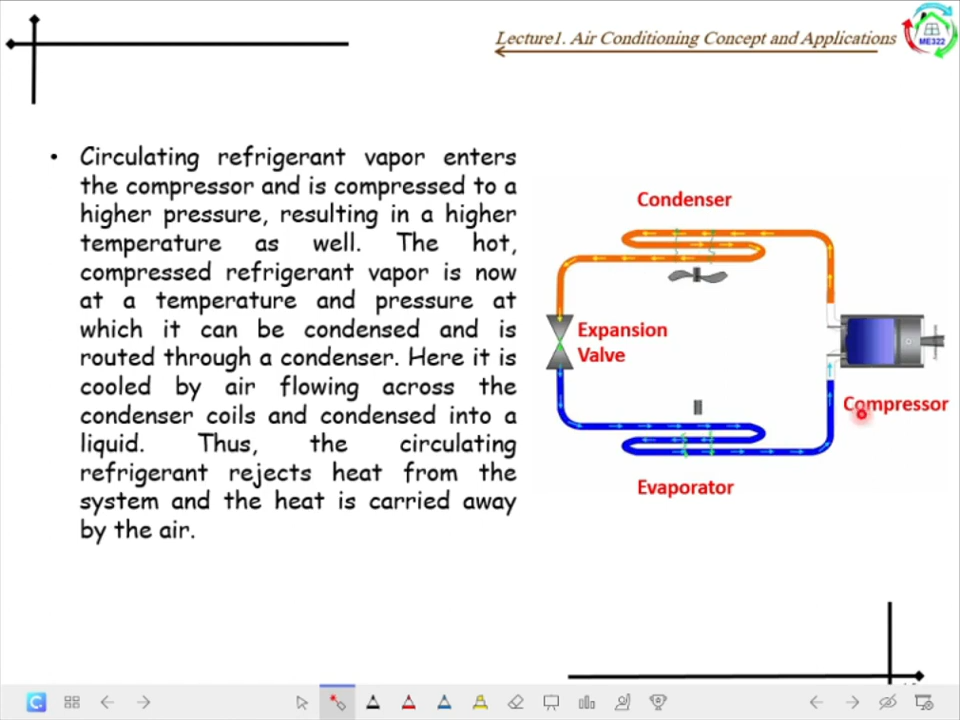 Lecture1. Air Conditioning Concept and Applications
ME322
• Circulating refrigerant vapor enters
the compressor and is compressed to a
higher pressure, resulting in a higher
temperature as well. The hot,
compressed refrigerant vapor is now
at a temperature and pressure at
which it can be condensed and is
routed through a condenser. Here it is
cooled by air flowing across the
condenser coils and condensed into a
liquid. Thus, the circulating
refrigerant rejects heat from the
system and the heat is carried away
by the air.
Condenser
Expansion
Valve
Compressor
Evaporator